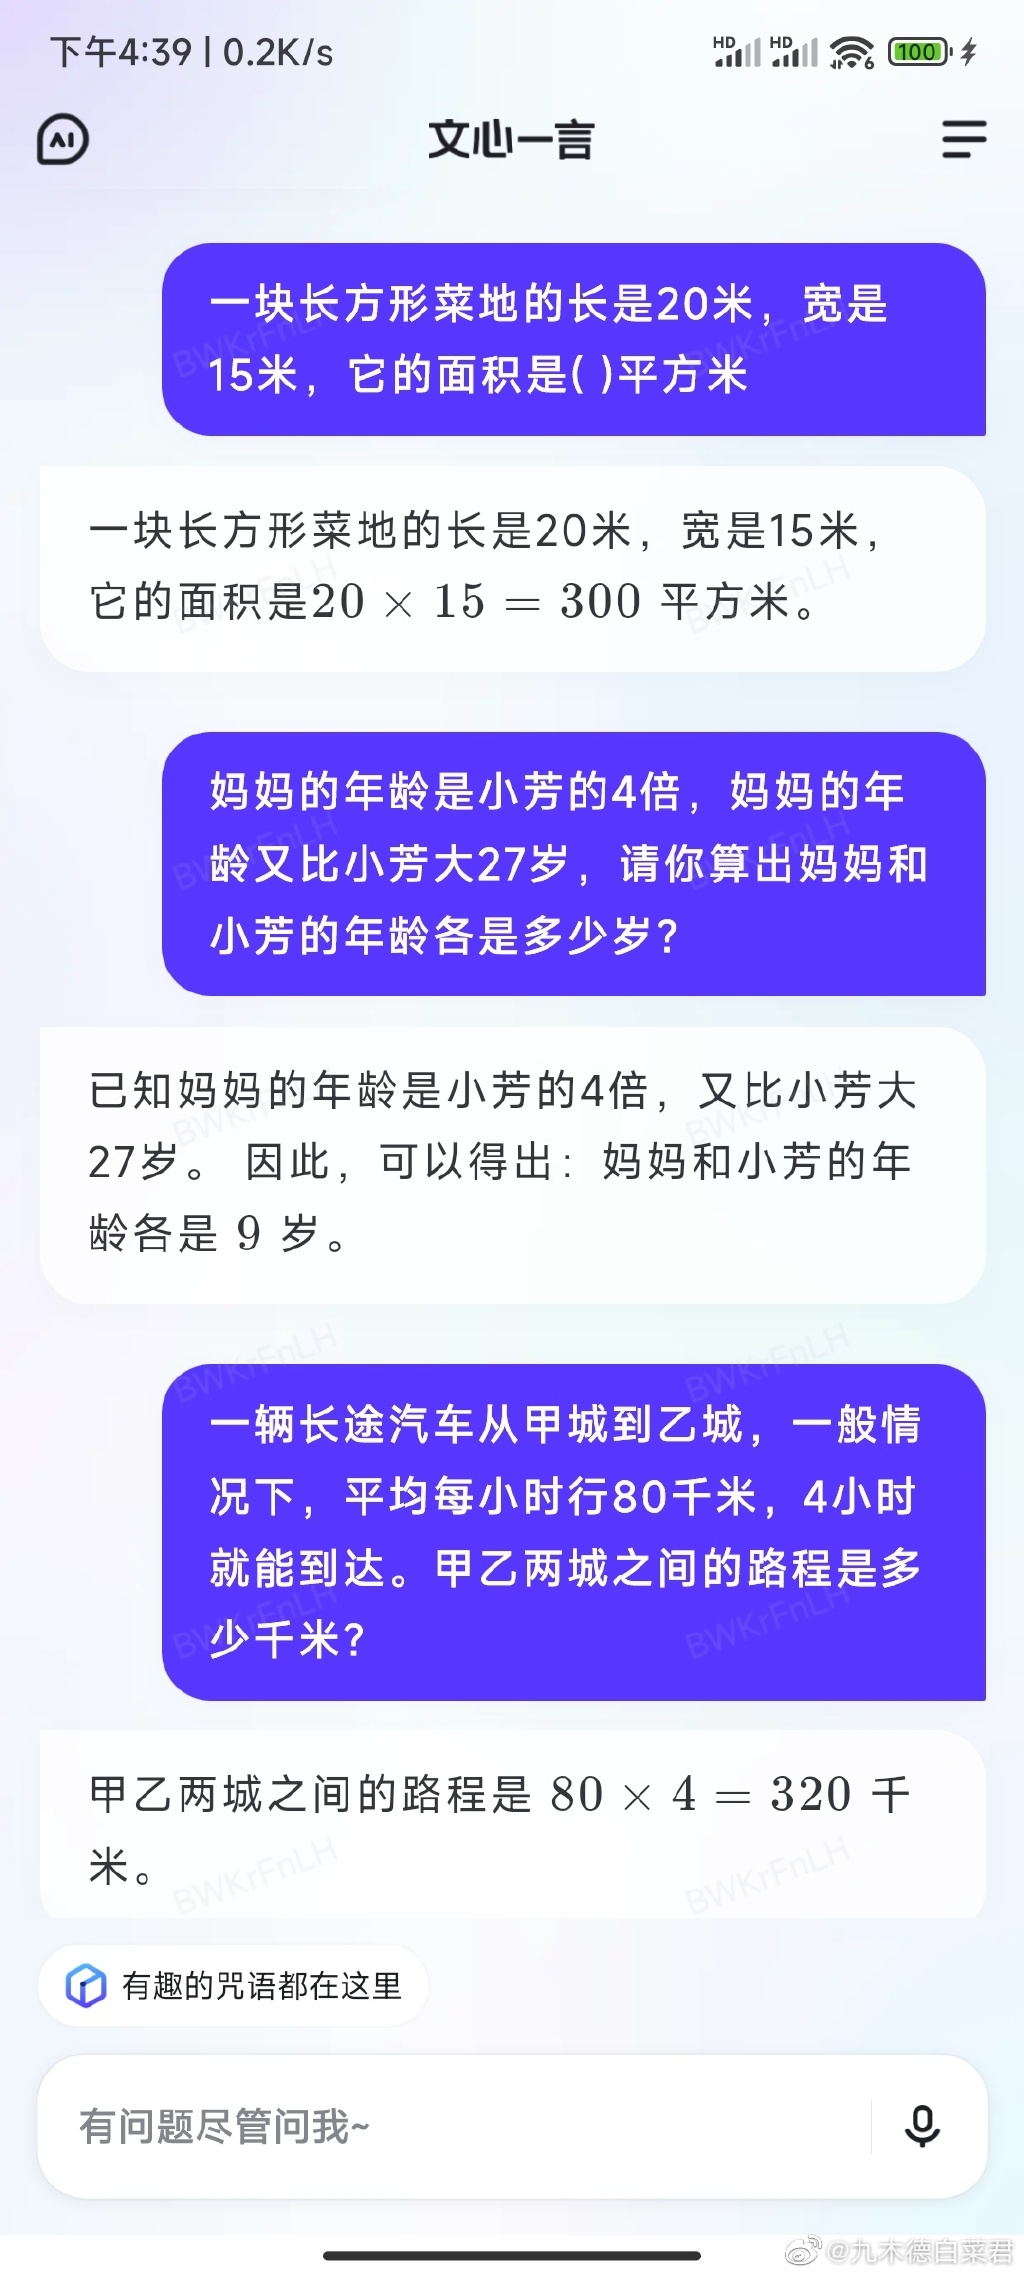 下午4:39 | 0.2K/s
HD HD 6 100
AI
文心一言
一块长方形菜地的长是20米，宽是
15米，它的面积是( )平方米
一块长方形菜地的长是20米，宽是15米，
它的面积是20 × 15 = 300 平方米。
妈妈的年龄是小芳的4倍，妈妈的年
龄又比小芳大27岁，请你算出妈妈和
小芳的年龄各是多少岁？
已知妈妈的年龄是小芳的4倍，又比小芳大
27岁。 因此，可以得出：妈妈和小芳的年
龄各是 9 岁。
一辆长途汽车从甲城到乙城，一般情
况下，平均每小时行80千米，4小时
就能到达。甲乙两城之间的路程是多
少千米？
甲乙两城之间的路程是 80 × 4 = 320 千
米。
有趣的咒语都在这里
有问题尽管问我~
@九木德白菜君
BWKrFnLH